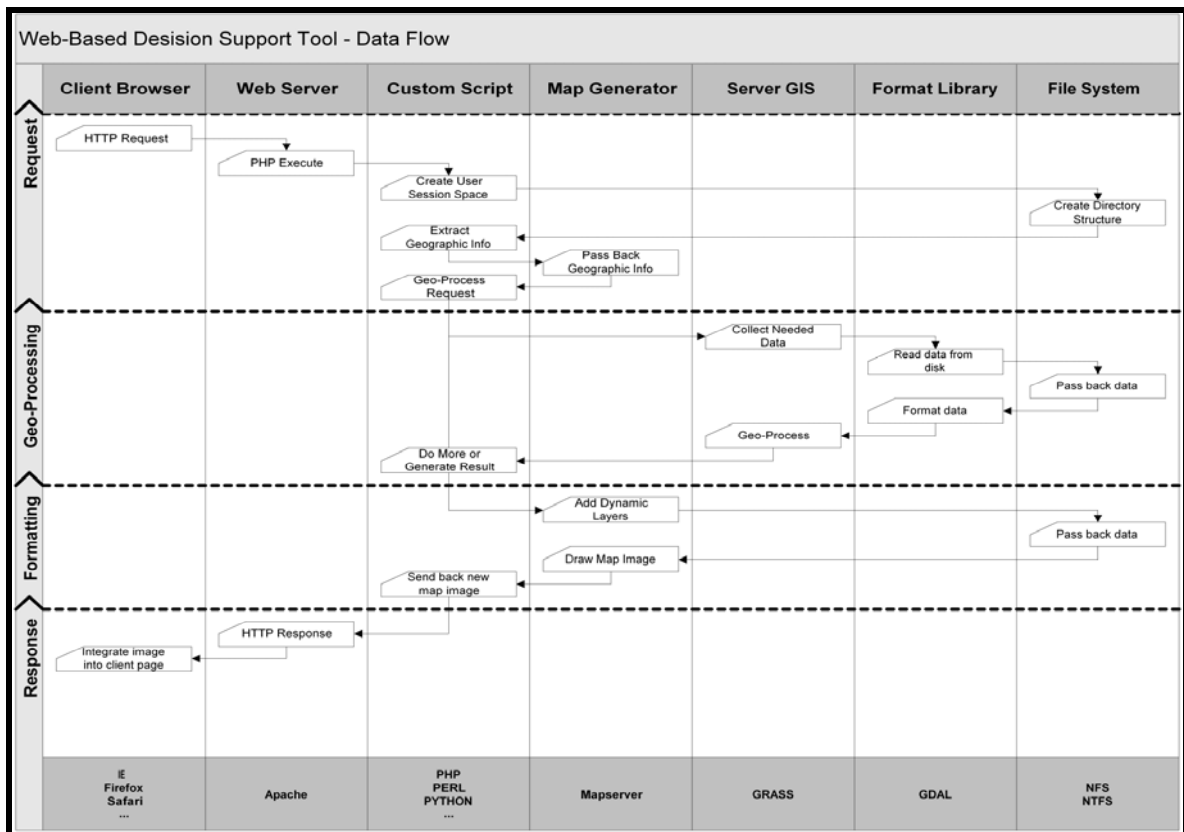 Web-Based Desision Support Tool - Data Flow
Client Browser
Web Server
Custom Script
Map Generator
Server GIS
Format Library
File System
Request
HTTP Request
PHP Execute
Create User
Session Space
Create Directory
Structure
Extract
Geographic Info
Pass Back
Geographic Info
Geo-Process
Request
Geo-Processing
Collect Needed
Data
Read data from
disk
Pass back data
Format data
Geo-Process
Do More or
Generate Result
Formatting
Add Dynamic
Layers
Pass back data
Draw Map Image
Send back new
map image
Response
HTTP Response
Integrate image
into client page
IE
Firefox
Safari
...
Apache
PHP
PERL
PYTHON
...
Mapserver
GRASS
GDAL
NFS
NTFS